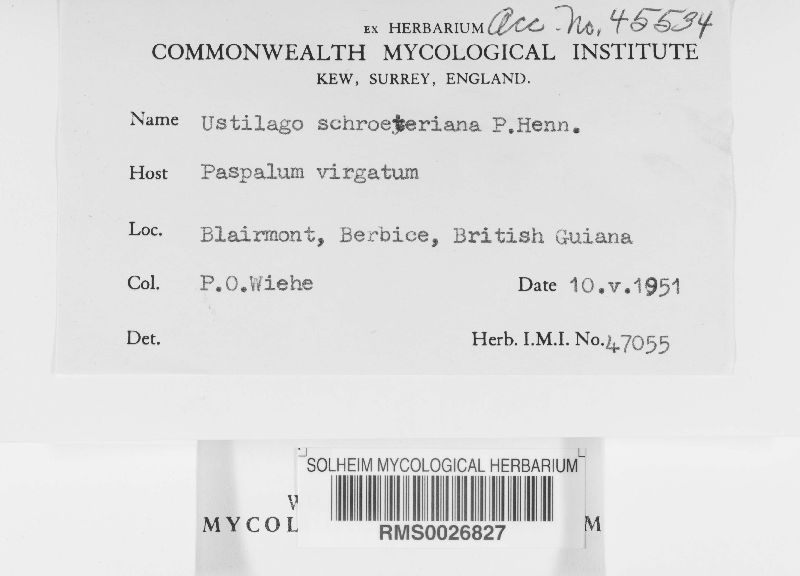 EX HERBARIUM Acc. No. 45534
COMMONWEALTH MYCOLOGICAL INSTITUTE
KEW, SURREY, ENGLAND.
Name Ustilago schroeteriana P.Henn.
Host Paspalum virgatum
Loc. Blairmont, Berbice, British Guiana
Col. P.O.Wiehe Date 10.v.1951
Det. Herb. I.M.I. No. 47055
SOLHEIM MYCOLOGICAL HERBARIUM
RMS0026827